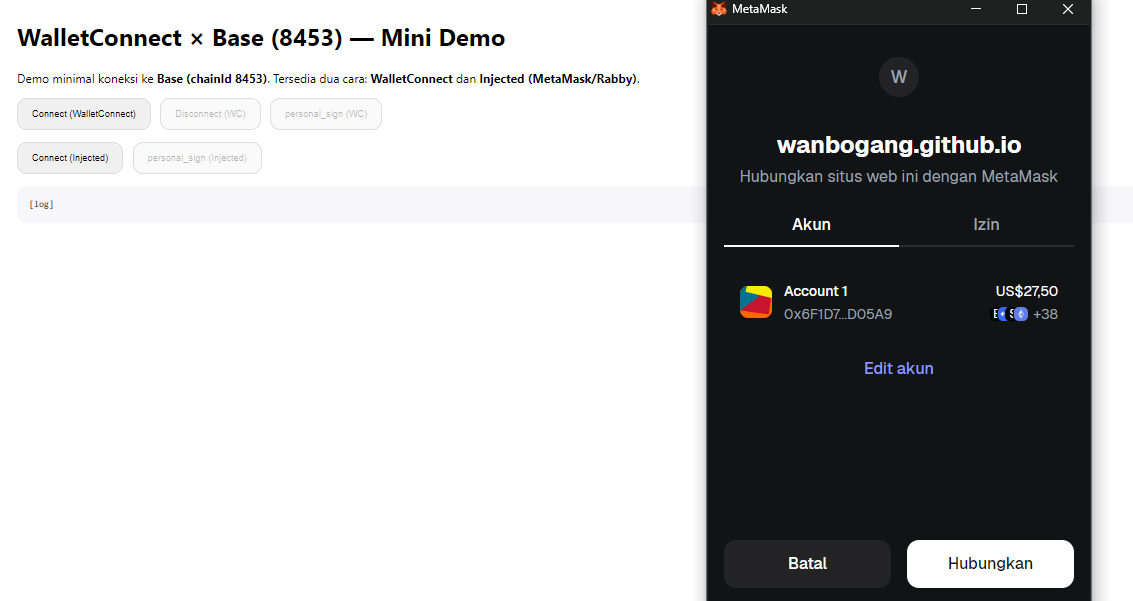 WalletConnect × Base (8453) — Mini Demo
Demo minimal koneksi ke Base (chainId 8453). Tersedia dua cara: WalletConnect dan Injected (MetaMask/Rabby).
Connect (WalletConnect)
Disconnect (WC)
personal_sign (WC)
Connect (Injected)
personal_sign (Injected)
[log]
MetaMask
W
wanbogang.github.io
Hubungkan situs web ini dengan MetaMask
Akun
Izin
Account 1
US$27,50
0x6F1D7...D05A9
+38
Edit akun
Batal
Hubungkan